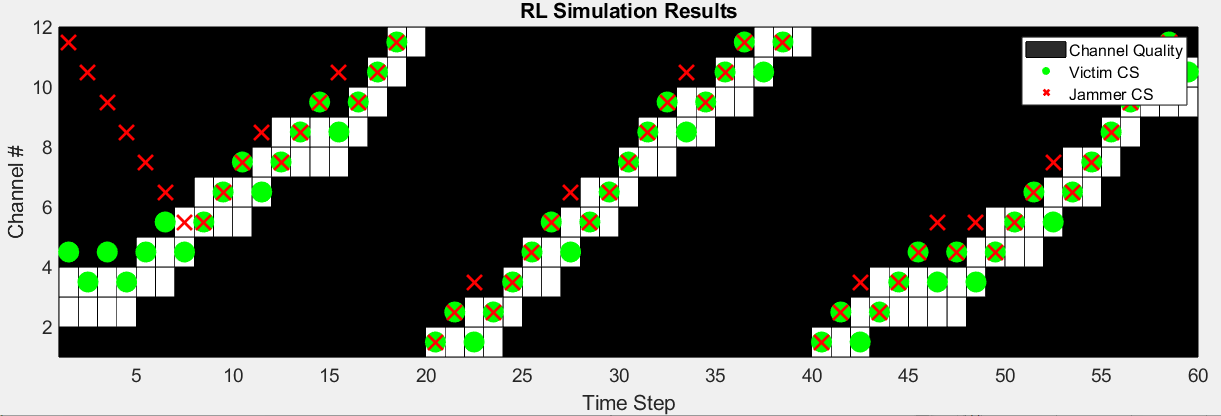 RL Simulation Results
12
10
8
6
4
2
Channel #
Channel Quality
Victim CS
Jammer CS
5 10 15 20 25 30 35 40 45 50 55 60
Time Step